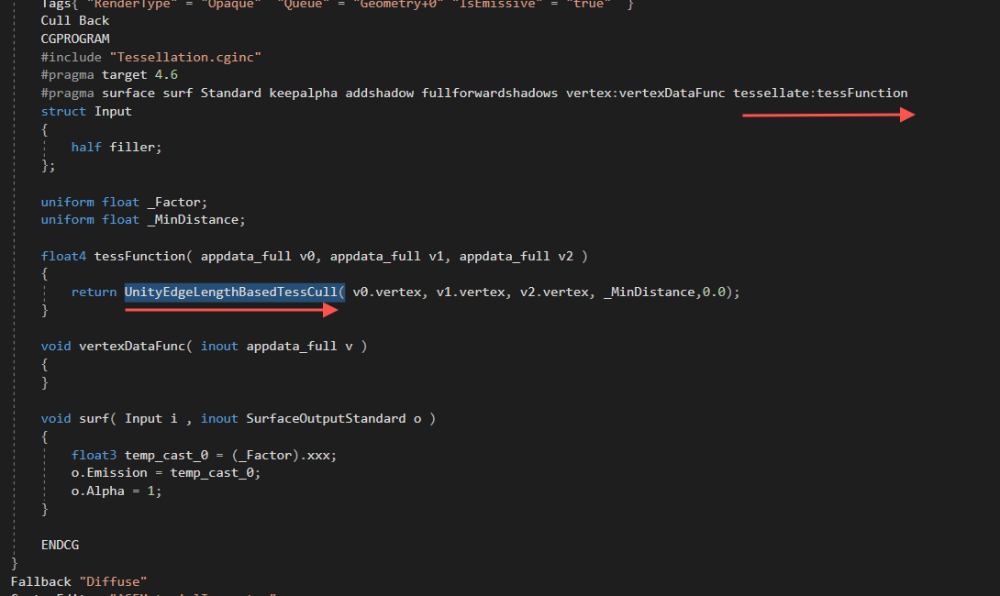 Tags{ "RenderType" = "Opaque"  "Queue" = "Geometry+0" "IsEmissive" = "true"  }
Cull Back
CGPROGRAM
#include "Tessellation.cginc"
#pragma target 4.6
#pragma surface surf Standard keepalpha addshadow fullforwardshadows vertex:vertexDataFunc tessellate:tessFunction
struct Input
{
half filler;
};
uniform float _Factor;
uniform float _MinDistance;
float4 tessFunction( appdata_full v0, appdata_full v1, appdata_full v2 )
{
return UnityEdgeLengthBasedTessCull( v0.vertex, v1.vertex, v2.vertex, _MinDistance,0.0);
}
void vertexDataFunc( inout appdata_full v )
{
}
void surf( Input i , inout SurfaceOutputStandard o )
{
float3 temp_cast_0 = (_Factor).xxx;
o.Emission = temp_cast_0;
o.Alpha = 1;
}
ENDCG
}
Fallback "Diffuse"